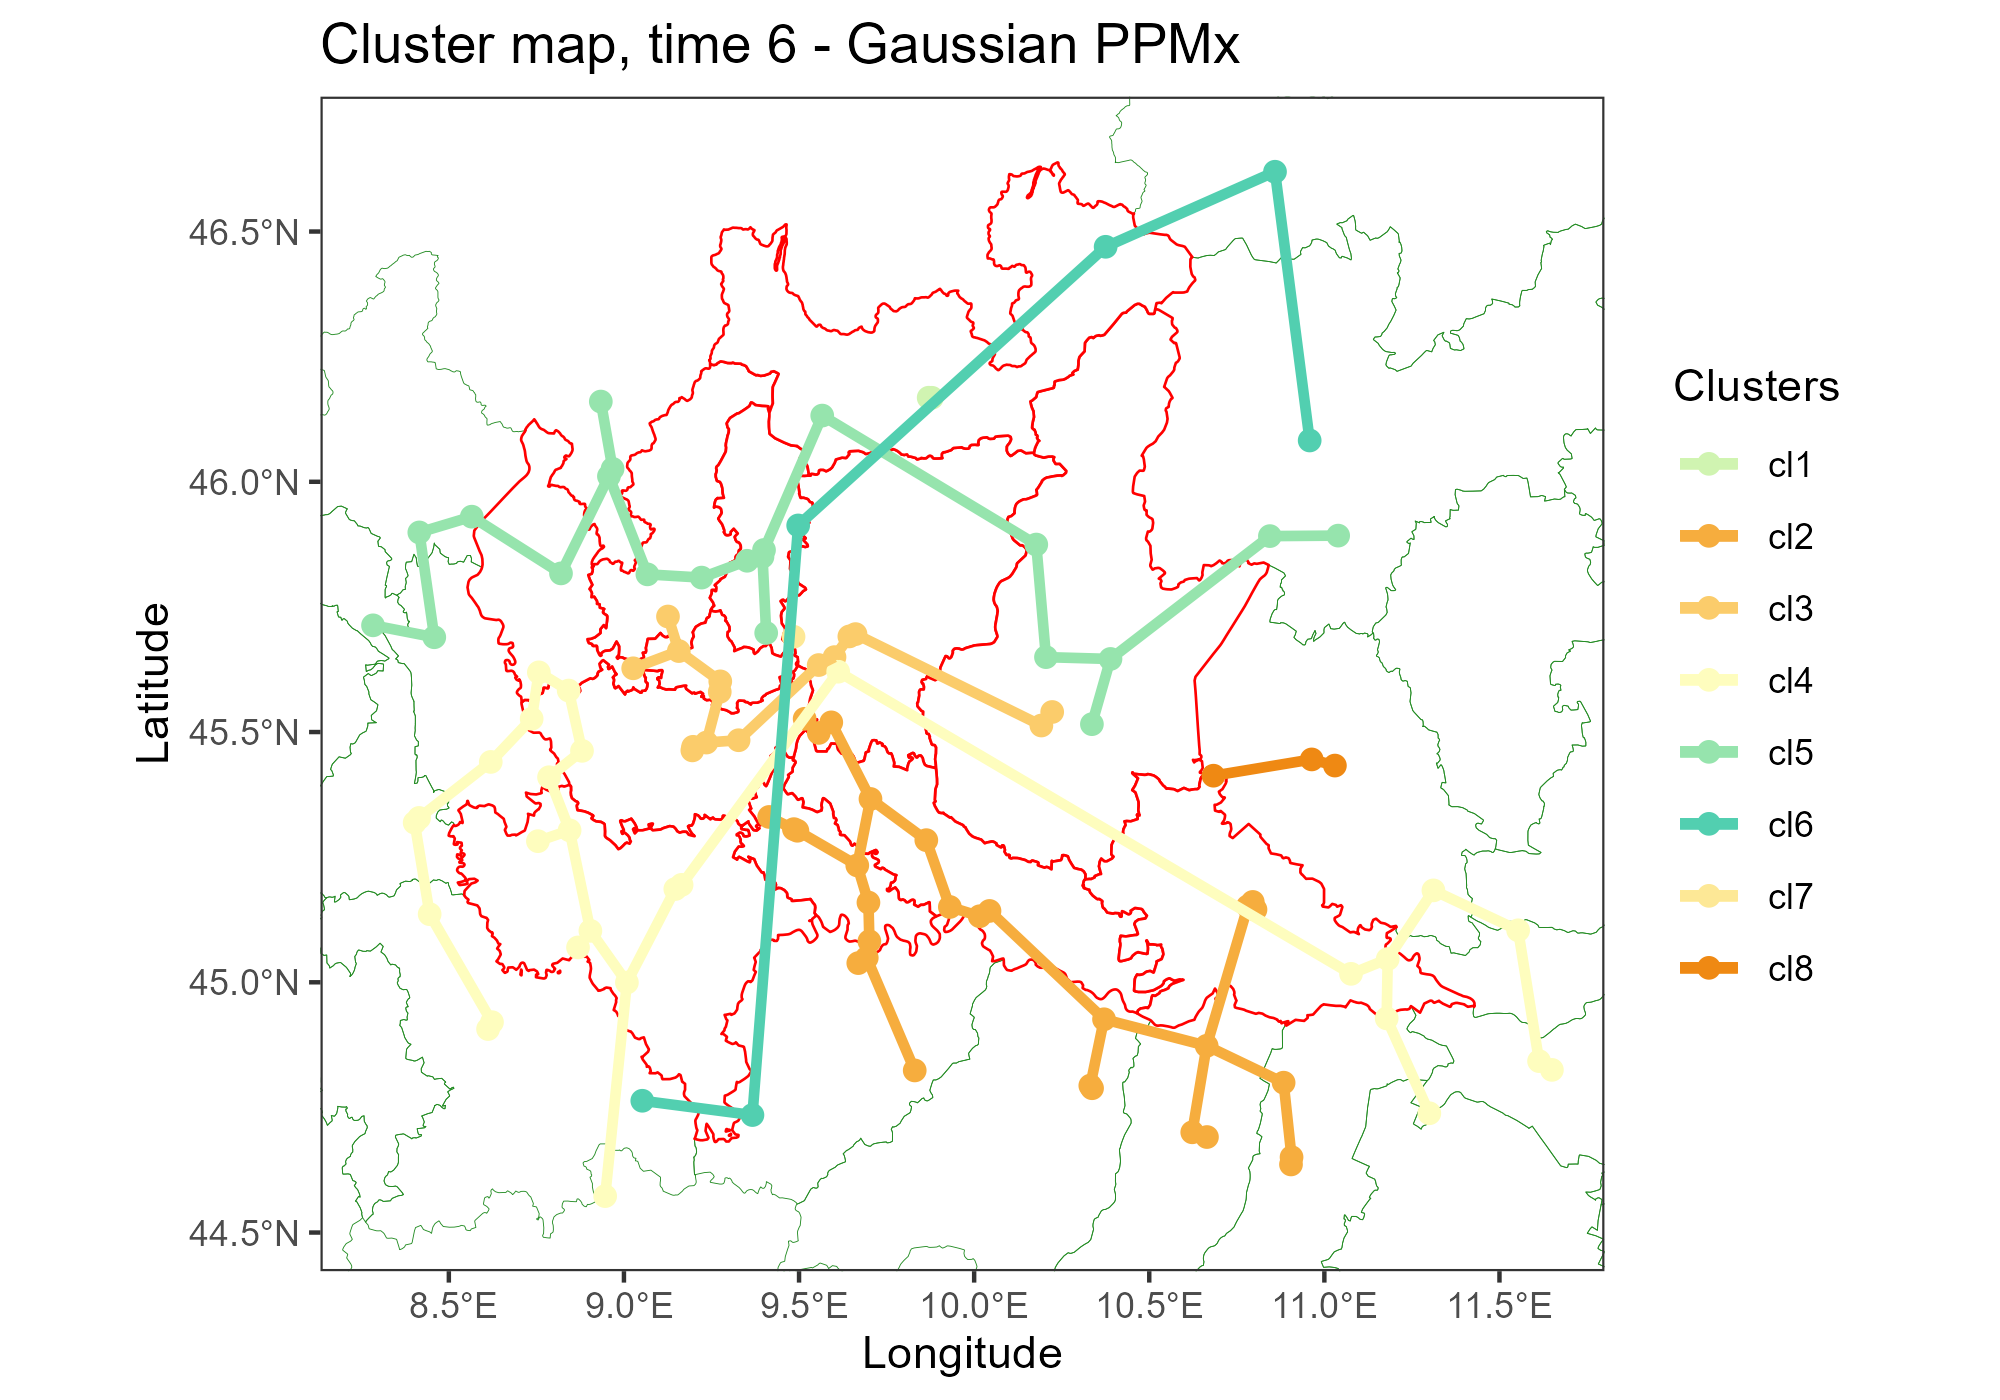 Cluster map, time 6 - Gaussian PPMx
46.5°N
46.0°N
45.5°N
45.0°N
44.5°N
Latitude
8.5°E 9.0°E 9.5°E 10.0°E 10.5°E 11.0°E 11.5°E
Longitude
Clusters
cl1
cl2
cl3
cl4
cl5
cl6
cl7
cl8